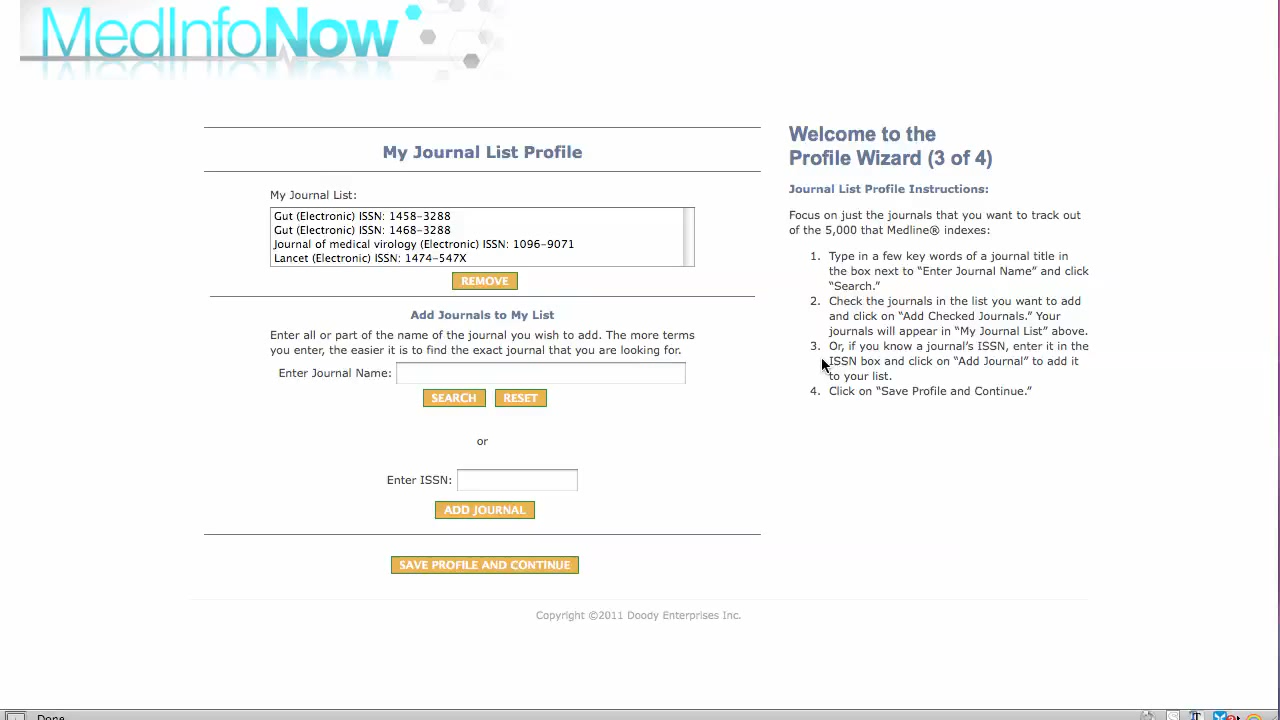 MedInfoNow
My Journal List Profile
My Journal List:
Gut (Electronic) ISSN: 1458-3288
Gut (Electronic) ISSN: 1468-3288
Journal of medical virology (Electronic) ISSN: 1096-9071
Lancet (Electronic) ISSN: 1474-547X
REMOVE
Add Journals to My List
Enter all or part of the name of the journal you wish to add. The more terms
you enter, the easier it is to find the exact journal that you are looking for.
Enter Journal Name:
SEARCH RESET
or
Enter ISSN:
ADD JOURNAL
SAVE PROFILE AND CONTINUE
Welcome to the
Profile Wizard (3 of 4)
Journal List Profile Instructions:
Focus on just the journals that you want to track out
of the 5,000 that Medline® indexes:
1. Type in a few key words of a journal title in
the box next to “Enter Journal Name” and click
“Search.”
2. Check the journals in the list you want to add
and click on “Add Checked Journals.” Your
journals will appear in “My Journal List” above.
3. Or, if you know a journal’s ISSN, enter it in the
ISSN box and click on “Add Journal” to add it
to your list.
4. Click on “Save Profile and Continue.”
Copyright ©2011 Doody Enterprises Inc.
Done